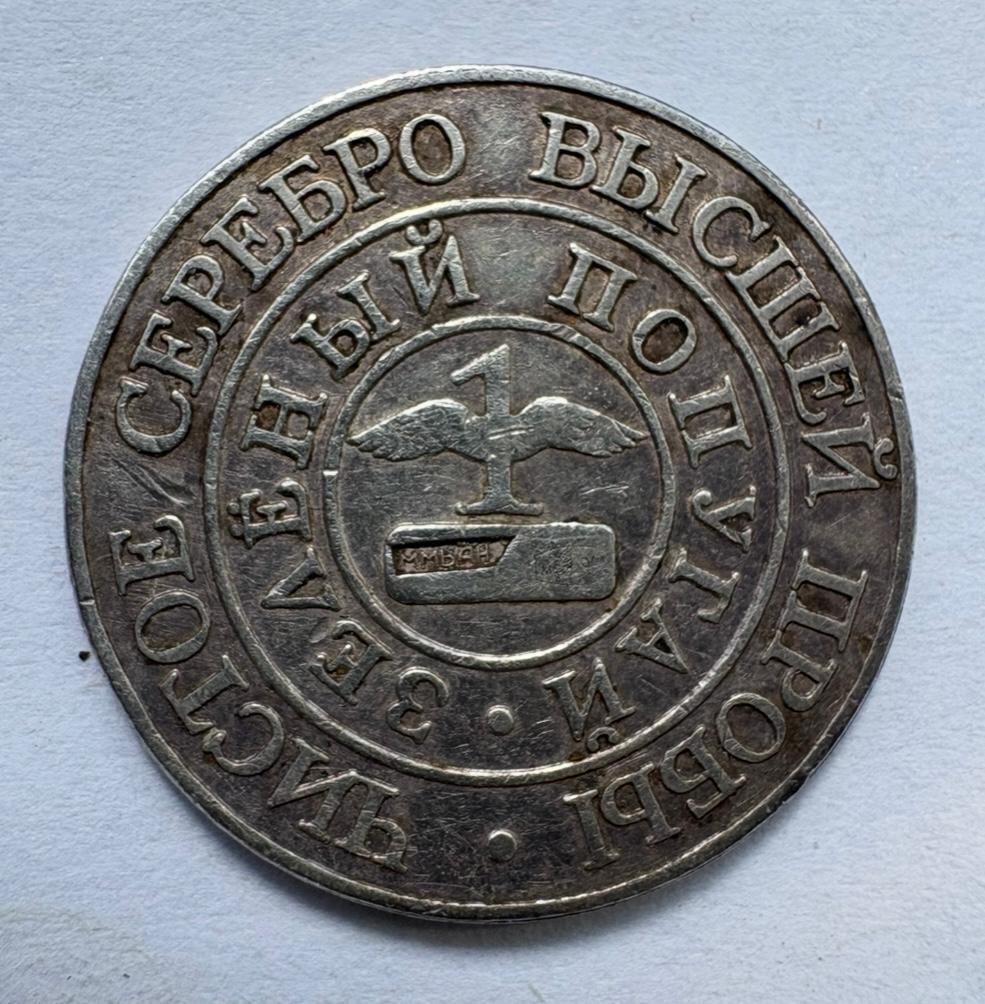 ЧИСТОЕ СЕРЕБРО ВЫСШЕЙ ПРОБЫ •
ЗЕЛЁНЫЙ ПОПУГАЙ •
1